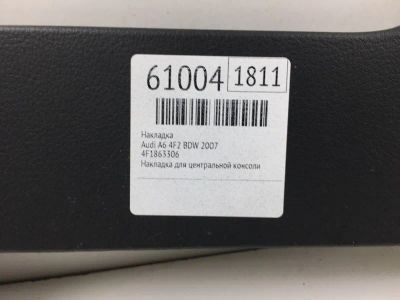 61004 1811
Накладка
Audi A6 4F2 BDW 2007
4F1863306
Накладка для центральной консоли